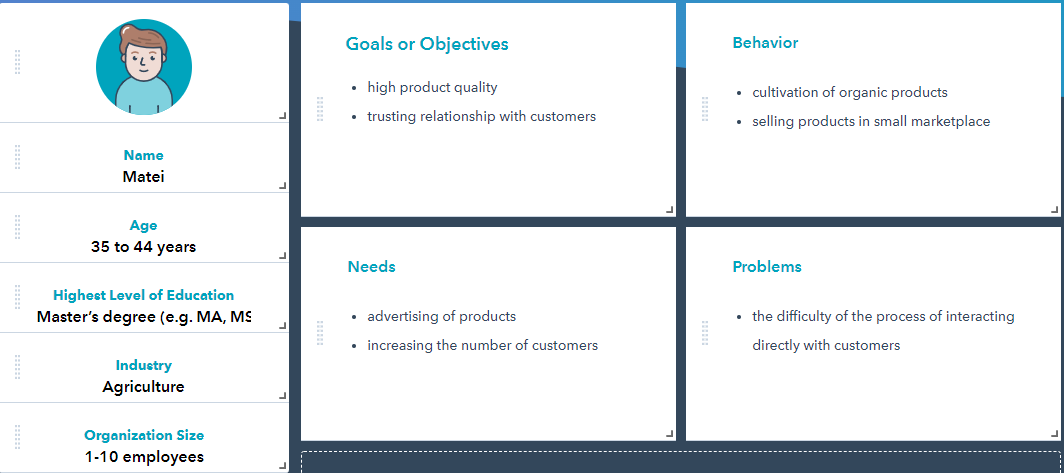 Name
Matei
Age
35 to 44 years
Highest Level of Education
Master's degree (e.g. MA, MS
Industry
Agriculture
Organization Size
1-10 employees
Goals or Objectives
• high product quality
• trusting relationship with customers
Behavior
• cultivation of organic products
• selling products in small marketplace
Needs
• advertising of products
• increasing the number of customers
Problems
• the difficulty of the process of interacting
directly with customers